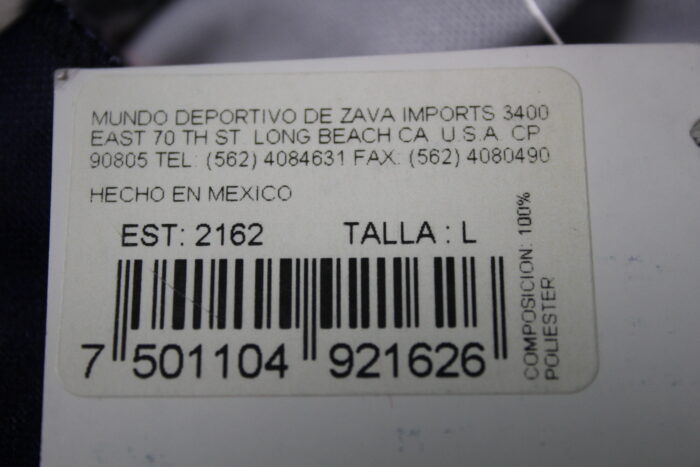 MUNDO DEPORTIVO DE ZAVA IMPORTS 3400
EAST 70 TH ST. LONG BEACH CA. U.S.A. CP
90805 TEL: (562) 4084631 FAX: (562) 4080490
HECHO EN MEXICO
EST: 2162 TALLA : L
7 501104 921626
COMPOSICION: 100%
POLIESTER